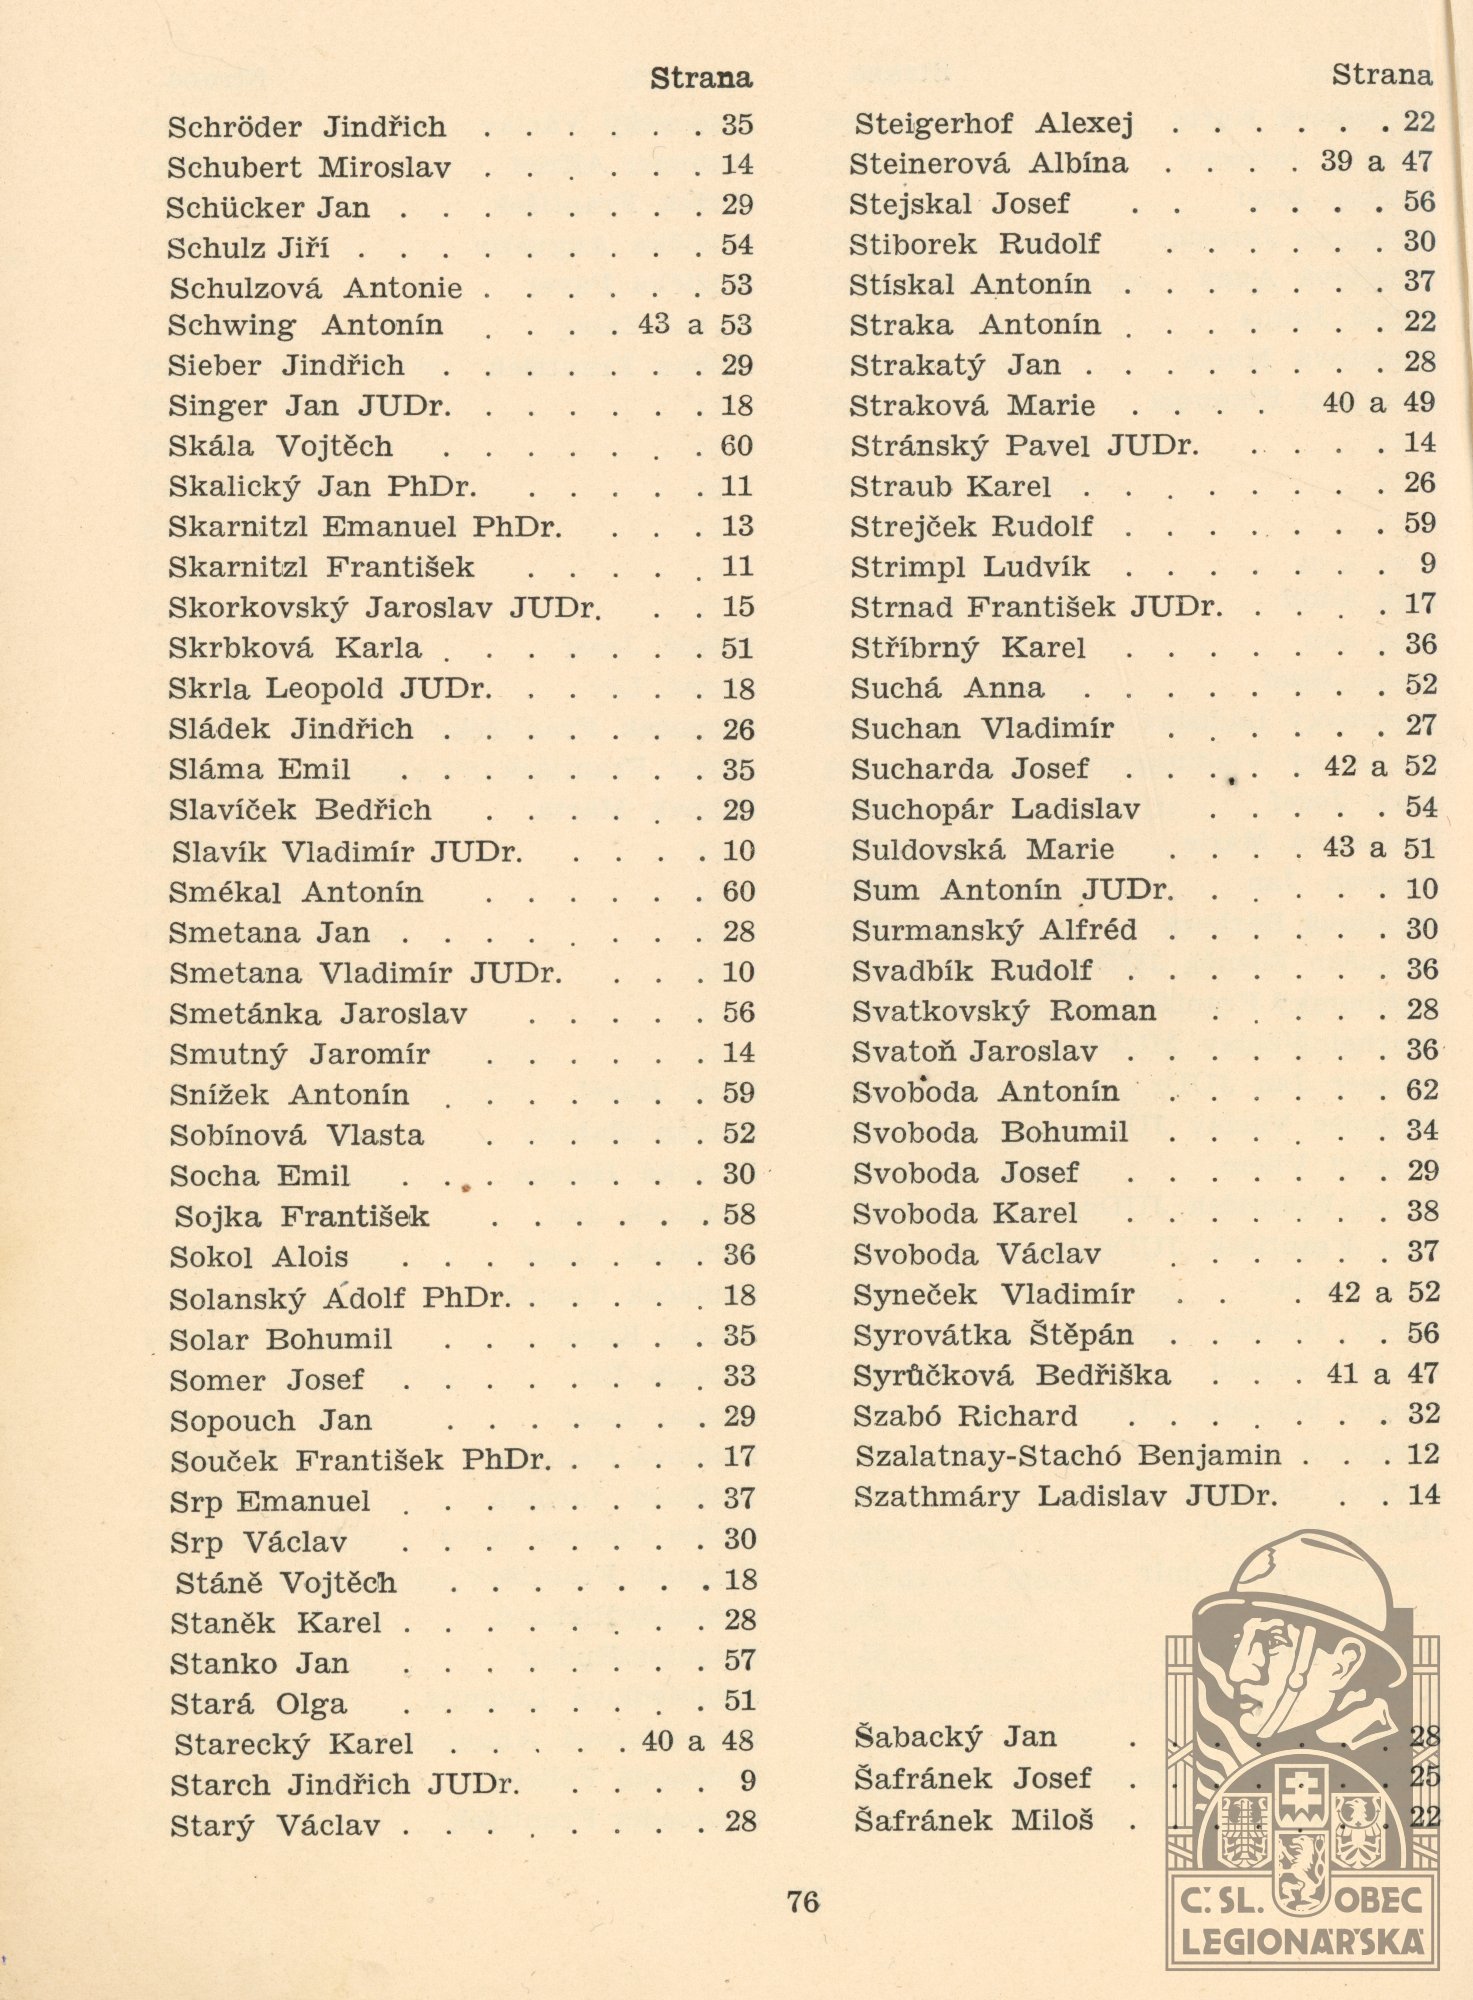 Strana
Schröder Jindřich . . . . . . 35
Schubert Miroslav . . . . . . 14
Schücker Jan . . . . . . . . 29
Schulz Jiří . . . . . . . . . 54
Schulzová Antonie . . . . . . 53
Schwing Antonín . . . . 43 a 53
Sieber Jindřich . . . . . . . 29
Singer Jan JUDr. . . . . . . 18
Skála Vojtěch . . . . . . . 60
Skalický Jan PhDr. . . . . . 11
Skarnitzl Emanuel PhDr. . . . 13
Skarnitzl František . . . . . 11
Skorkovský Jaroslav JUDr. . . 15
Skrbková Karla . . . . . . . 51
Skrla Leopold JUDr. . . . . . 18
Sládek Jindřich . . . . . . . 26
Sláma Emil . . . . . . . . 35
Slavíček Bedřich . . . . . . 29
Slavík Vladimír JUDr. . . . . 10
Smékal Antonín . . . . . . 60
Smetana Jan . . . . . . . . 28
Smetana Vladimír JUDr. . . . 10
Smetánka Jaroslav . . . . . 56
Smutný Jaromír . . . . . . 14
Snížek Antonín . . . . . . . 59
Sobínová Vlasta . . . . . . 52
Socha Emil . . . . . . . . 30
Sojka František . . . . . . 58
Sokol Alois . . . . . . . . 36
Solanský Adolf PhDr. . . . . . 18
Solar Bohumil . . . . . . . 35
Somer Josef . . . . . . . . 33
Sopouch Jan . . . . . . . 29
Souček František PhDr. . . . . 17
Srp Emanuel . . . . . . . . 37
Srp Václav . . . . . . . . 30
Stáně Vojtěch . . . . . . . 18
Staněk Karel . . . . . . . . 28
Stanko Jan . . . . . . . . 57
Stará Olga . . . . . . . . 51
Starecký Karel . . . . . 40 a 48
Starch Jindřich JUDr. . . . . 9
Starý Václav . . . . . . . . 28
Strana
Steigerhof Alexej . . . . . . 22
Steinerová Albína . . . . 39 a 47
Stejskal Josef . . . . . . 56
Stiborek Rudolf . . . . . . 30
Stískal Antonín . . . . . . . 37
Straka Antonín . . . . . . . 22
Strakatý Jan . . . . . . . . 28
Straková Marie . . . . 40 a 49
Stránský Pavel JUDr. . . . . 14
Straub Karel . . . . . . . . 26
Strejček Rudolf . . . . . . . 59
Strimpl Ludvík . . . . . . . 9
Strnad František JUDr. . . . . 17
Stříbrný Karel . . . . . . . 36
Suchá Anna . . . . . . . . 52
Suchan Vladimír . . . . . . 27
Sucharda Josef . . . . . 42 a 52
Suchopár Ladislav . . . . . 54
Suldovská Marie . . . . 43 a 51
Sum Antonín JUDr. . . . . . 10
Surmanský Alfréd . . . . . . 30
Svadbík Rudolf . . . . . . . 36
Svatkovský Roman . . . . . 28
Svatoň Jaroslav . . . . . . . 36
Svoboda Antonín . . . . . . 62
Svoboda Bohumil . . . . . . 34
Svoboda Josef . . . . . . . 29
Svoboda Karel . . . . . . . 38
Svoboda Václav . . . . . . 37
Syneček Vladimír . . . 42 a 52
Syrovátka Štěpán . . . . . . 56
Syrůčková Bedřiška . . . 41 a 47
Szabó Richard . . . . . . . 32
Szalatnay-Stachó Benjamin . . . 12
Szathmáry Ladislav JUDr. . . 14
Šabacký Jan . . . . . . . 28
Šafránek Josef . . . . . . . 25
Šafránek Miloš . . . . . . . 22
76
Č. SL. OBEC
LEGIONÁŘSKÁ